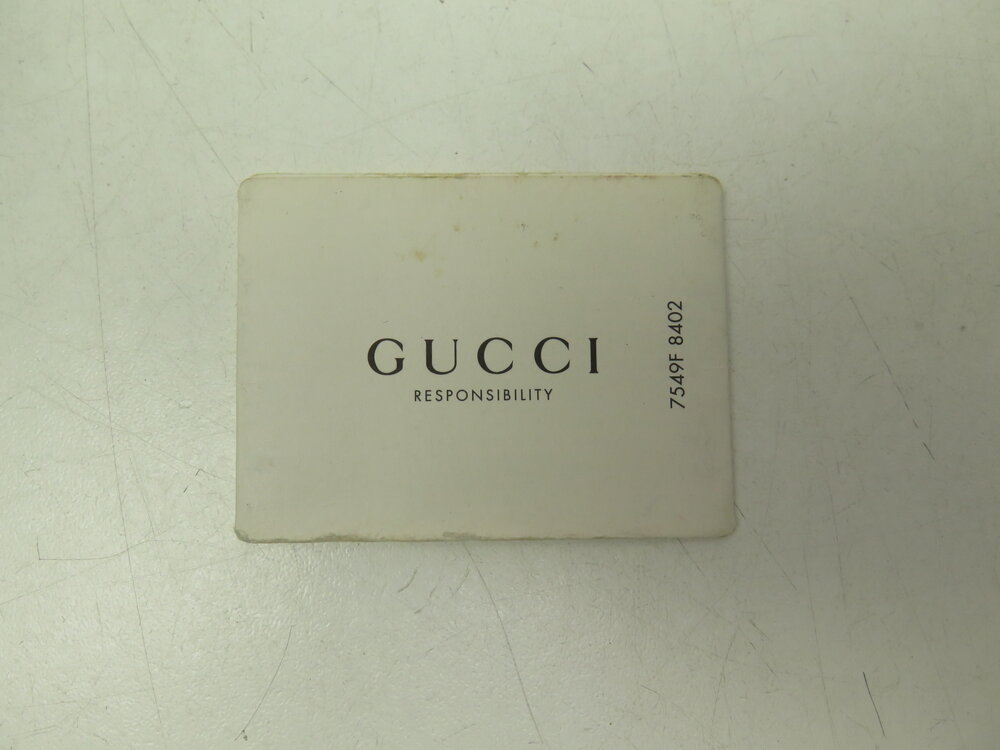 GUCCI
RESPONSIBILITY
7549F 8402